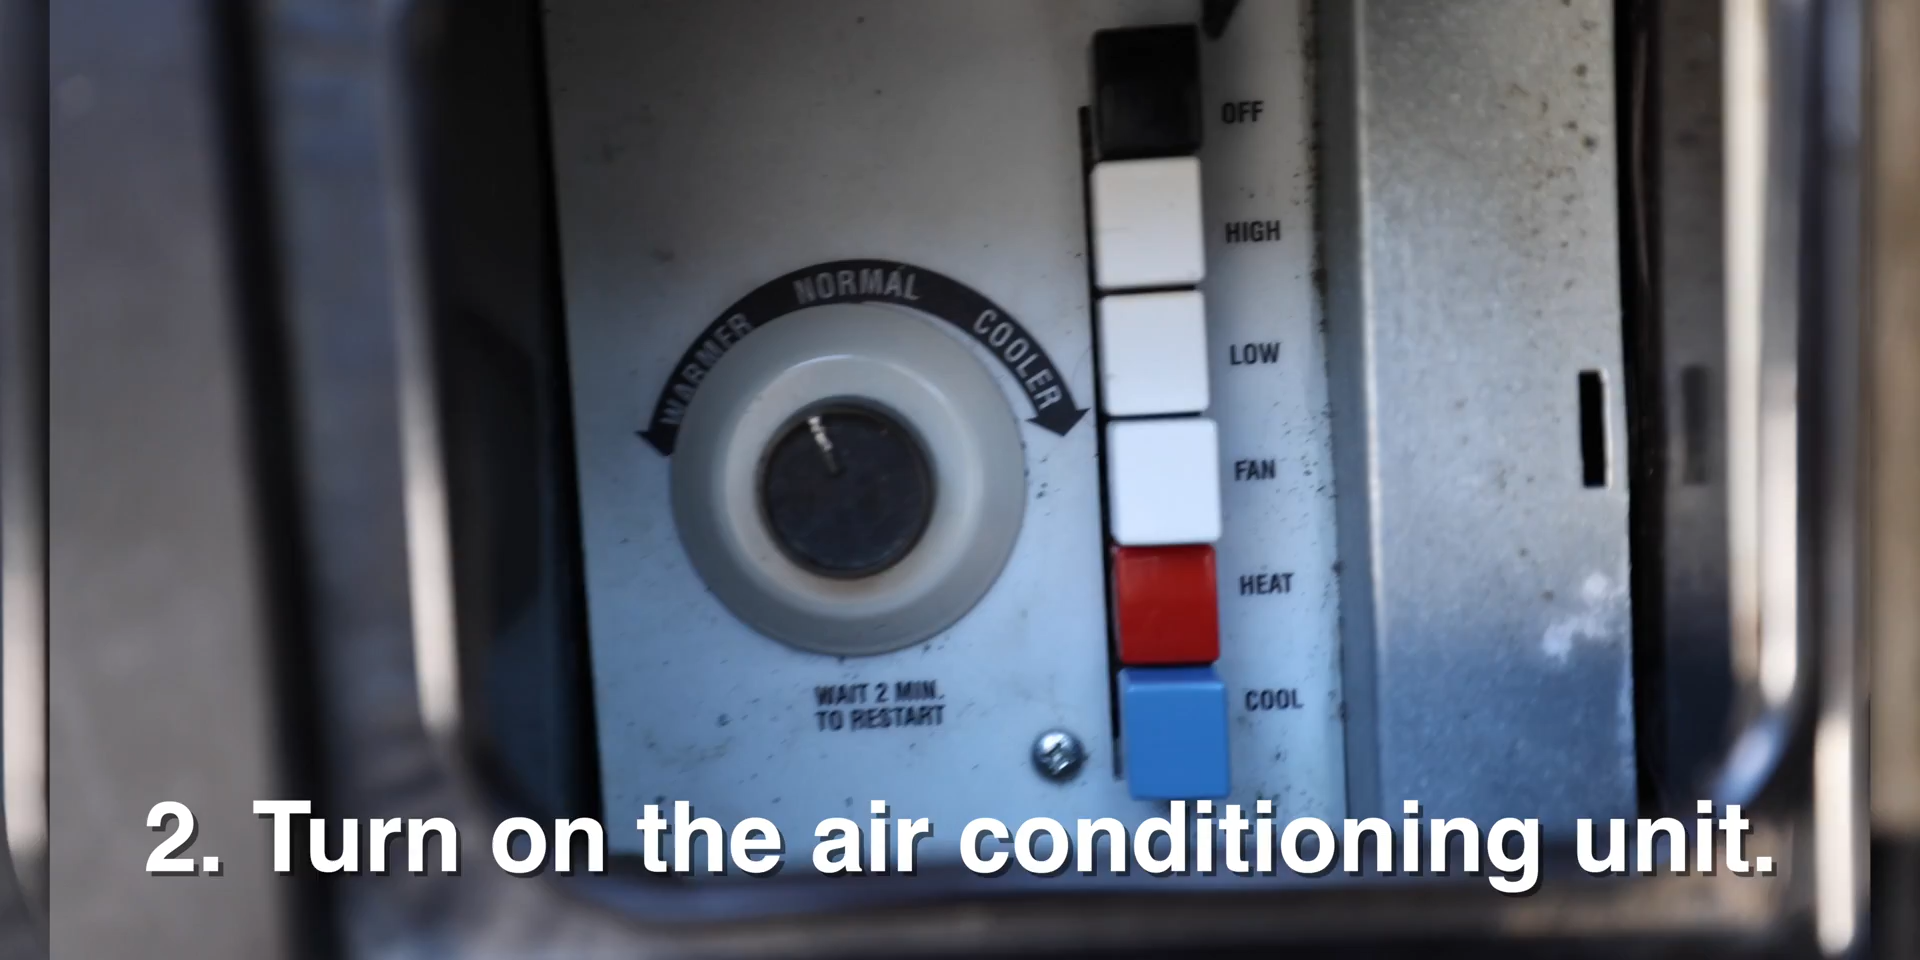 OFF
HIGH
LOW
FAN
HEAT
COOL
WARMER NORMAL COOLER
WAIT 2 MIN.
TO RESTART
2. Turn on the air conditioning unit.